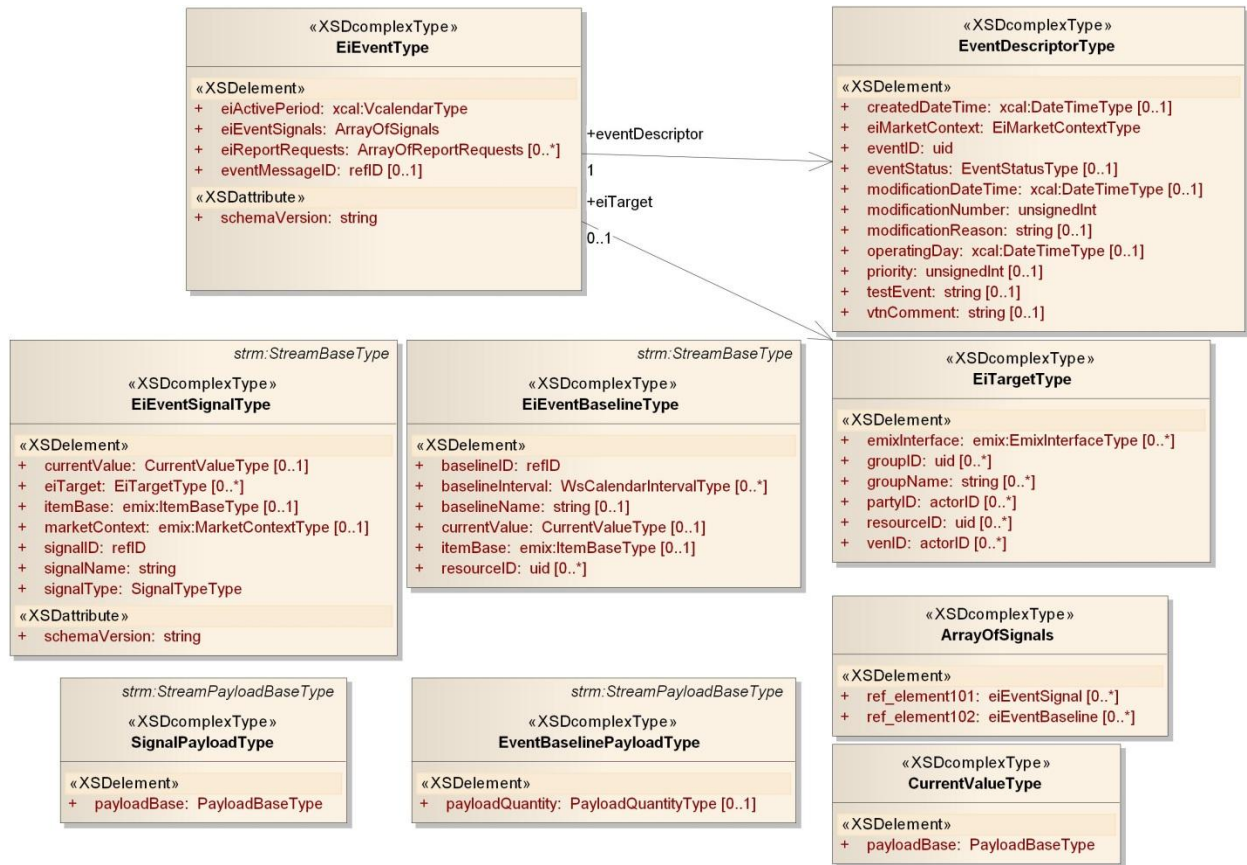 «XSDcomplexType»
EiEventType
«XSDelement»
+ eiActivePeriod: xcal:VcalendarType
+ eiEventSignals: ArrayOfSignals
+ eiReportRequests: ArrayOfReportRequests [0..*]
+ eventMessageID: refID [0..1]
«XSDattribute»
+ schemaVersion: string
+eventDescriptor
1
+eiTarget
0..1
«XSDcomplexType»
EventDescriptorType
«XSDelement»
+ createdDateTime: xcal:DateTimeType [0..1]
+ eiMarketContext: EiMarketContextType
+ eventID: uid
+ eventStatus: EventStatusType [0..1]
+ modificationDateTime: xcal:DateTimeType [0..1]
+ modificationNumber: unsignedInt
+ modificationReason: string [0..1]
+ operatingDay: xcal:DateTimeType [0..1]
+ priority: unsignedInt [0..1]
+ testEvent: string [0..1]
+ vtnComment: string [0..1]
strm:StreamBaseType
«XSDcomplexType»
EiEventSignalType
«XSDelement»
+ currentValue: CurrentValueType [0..1]
+ eiTarget: EiTargetType [0..*]
+ itemBase: emix:ItemBaseType [0..1]
+ marketContext: emix:MarketContextType [0..1]
+ signalID: refID
+ signalName: string
+ signalType: SignalTypeType
«XSDattribute»
+ schemaVersion: string
strm:StreamBaseType
«XSDcomplexType»
EiEventBaselineType
«XSDelement»
+ baselineID: refID
+ baselineInterval: WsCalendarIntervalType [0..*]
+ baselineName: string [0..1]
+ currentValue: CurrentValueType [0..1]
+ itemBase: emix:ItemBaseType [0..1]
+ resourceID: uid [0..*]
«XSDcomplexType»
EiTargetType
«XSDelement»
+ emixInterface: emix:EmixInterfaceType [0..*]
+ groupID: uid [0..*]
+ groupName: string [0..*]
+ partyID: actorID [0..*]
+ resourceID: uid [0..*]
+ venID: actorID [0..*]
«XSDcomplexType»
ArrayOfSignals
«XSDelement»
+ ref_element101: eiEventSignal [0..*]
+ ref_element102: eiEventBaseline [0..*]
strm:StreamPayloadBaseType
«XSDcomplexType»
SignalPayloadType
«XSDelement»
+ payloadBase: PayloadBaseType
strm:StreamPayloadBaseType
«XSDcomplexType»
EventBaselinePayloadType
«XSDelement»
+ payloadQuantity: PayloadQuantityType [0..1]
«XSDcomplexType»
CurrentValueType
«XSDelement»
+ payloadBase: PayloadBaseType